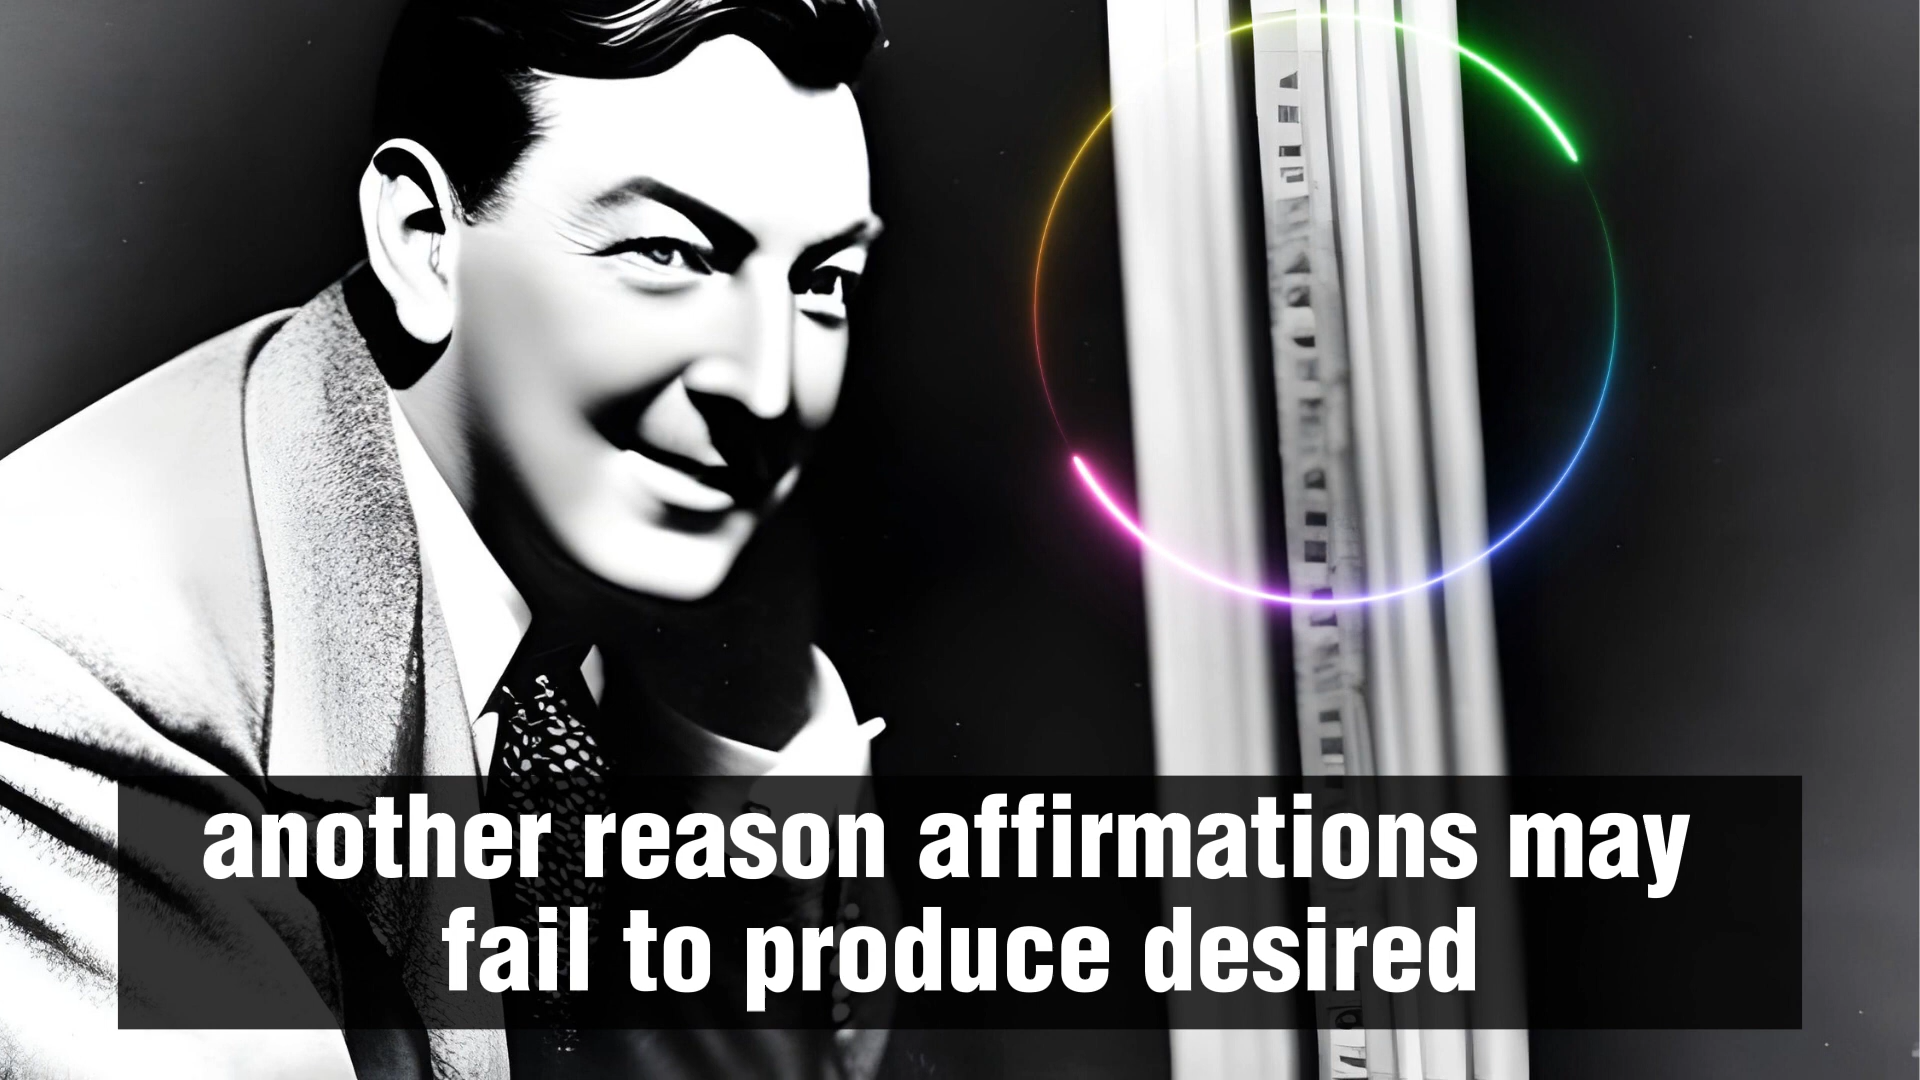 another reason affirmations may
fail to produce desired